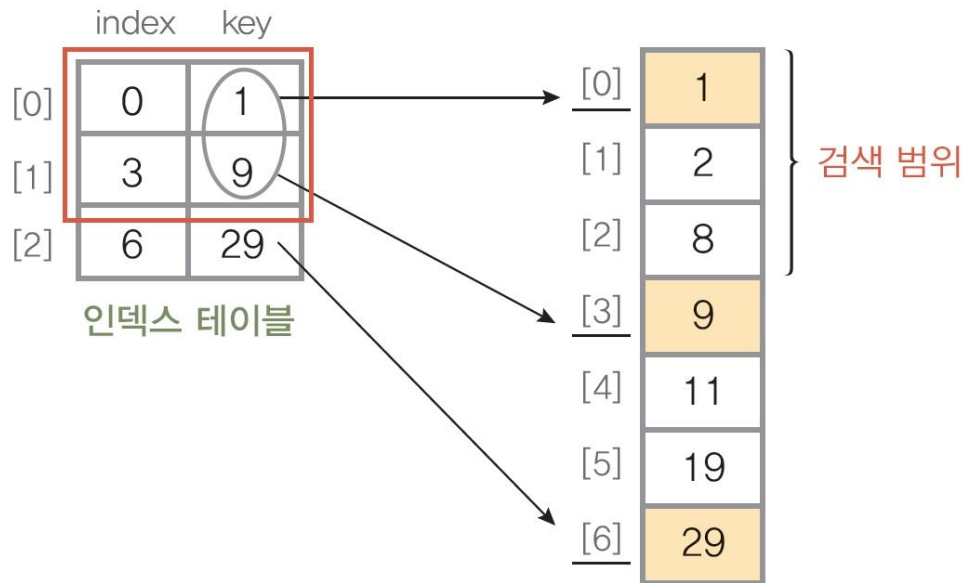 index key
[0] 0 1
[1] 3 9
[2] 6 29
인덱스 테이블
[0] 1
[1] 2
[2] 8
[3] 9
[4] 11
[5] 19
[6] 29
검색 범위